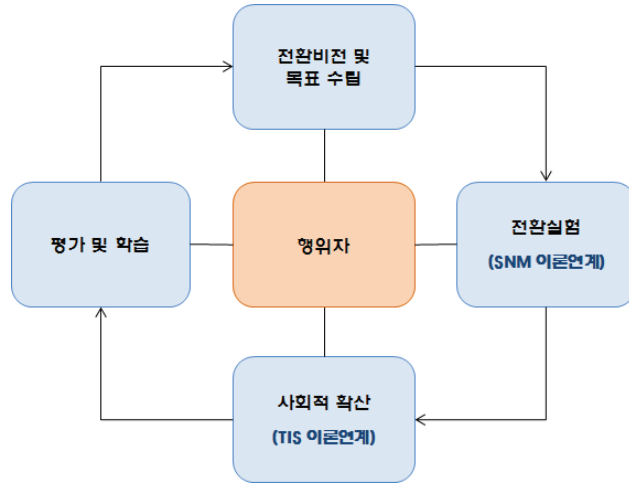 전환비전 및
목표 수립
평가 및 학습
행위자
전환실험
(SNM 이론연계)
사회적 확산
(TIS 이론연계)